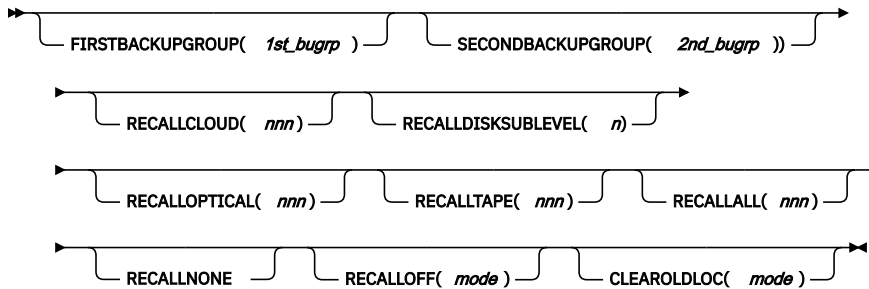 FIRSTBACKUPGROUP( 1st_bugrp ) SECONDBACKUPGROUP( 2nd_bugrp ))
RECALLCLOUD( nnn ) RECALLDISKSUBLEVEL( n)
RECALLOPTICAL( nnn ) RECALLTAPE( nnn ) RECALLALL( nnn )
RECALLNONE RECALLOFF( mode ) CLEAROLDLOC( mode )